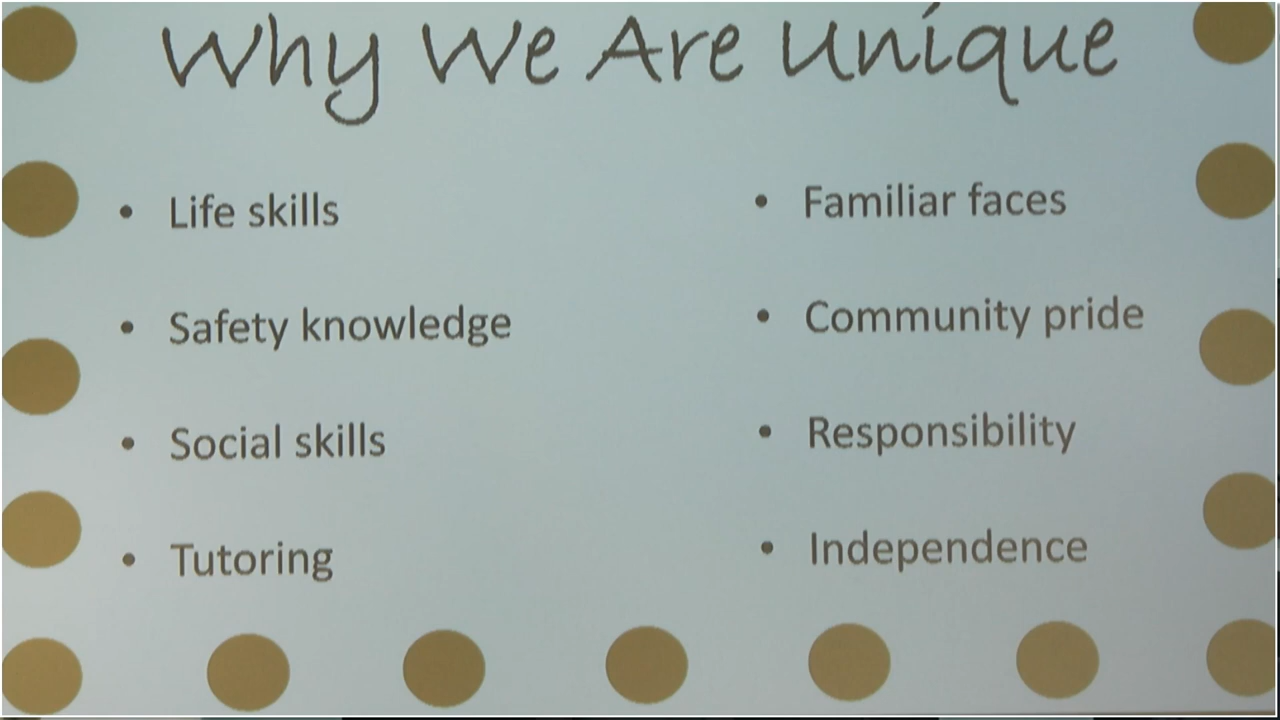 Why We Are Unique
• Life skills
• Safety knowledge
• Social skills
• Tutoring
• Familiar faces
• Community pride
• Responsibility
• Independence